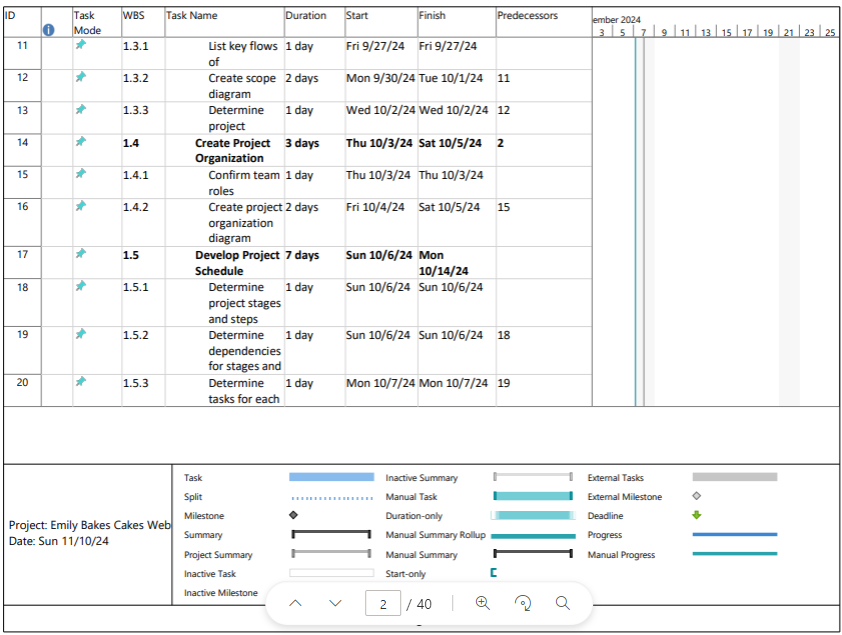 ID Task Mode WBS Task Name Duration Start Finish Predecessors
ember 2024
3 5 7 9 11 13 15 17 19 21 23 25
11 1.3.1 List key flows of 1 day Fri 9/27/24 Fri 9/27/24
12 1.3.2 Create scope diagram 2 days Mon 9/30/24 Tue 10/1/24 11
13 1.3.3 Determine project 1 day Wed 10/2/24 Wed 10/2/24 12
14 1.4 Create Project Organization 3 days Thu 10/3/24 Sat 10/5/24 2
15 1.4.1 Confirm team roles 1 day Thu 10/3/24 Thu 10/3/24
16 1.4.2 Create project organization diagram 2 days Fri 10/4/24 Sat 10/5/24 15
17 1.5 Develop Project Schedule 7 days Sun 10/6/24 Mon 10/14/24
18 1.5.1 Determine project stages and steps 1 day Sun 10/6/24 Sun 10/6/24
19 1.5.2 Determine dependencies for stages and 1 day Sun 10/6/24 Sun 10/6/24 18
20 1.5.3 Determine tasks for each 1 day Mon 10/7/24 Mon 10/7/24 19
Project: Emily Bakes Cakes Web
Date: Sun 11/10/24
Task
Split
Milestone
Summary
Project Summary
Inactive Task
Inactive Milestone
Inactive Summary
Manual Task
Duration-only
Manual Summary Rollup
Manual Summary
Start-only
External Tasks
External Milestone
Deadline
Progress
Manual Progress
2 / 40